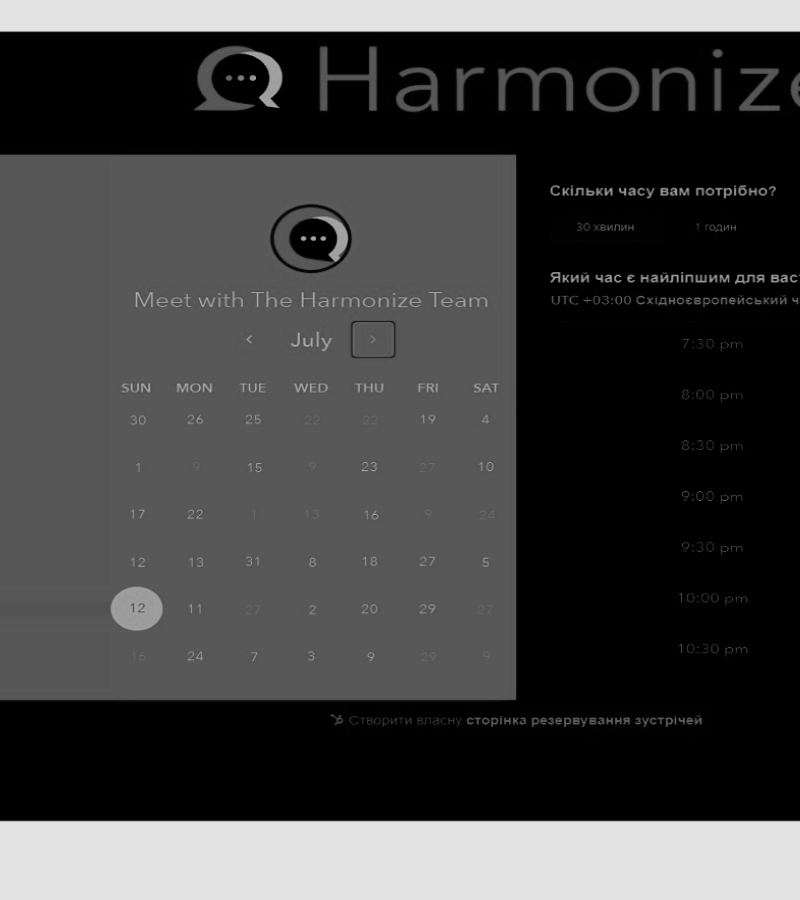 Harmonize
Meet with The Harmonize Team
July
SUN MON TUE WED THU FRI SAT
30 26 25 22 22 19 4
1 9 15 9 23 27 10
17 22 1 13 16 9 24
12 13 31 8 18 27 5
12 11 27 2 20 29 27
16 24 7 3 9 29 9
Скільки часу вам потрібно?
30 хвилин 1 годин
Який час є найліпшим для вас
UTC +03:00 Східноєвропейський ч
7:30 pm
8:00 pm
8:30 pm
9:00 pm
9:30 pm
10:00 pm
10:30 pm
Створити власну сторінка резервування зустрічей